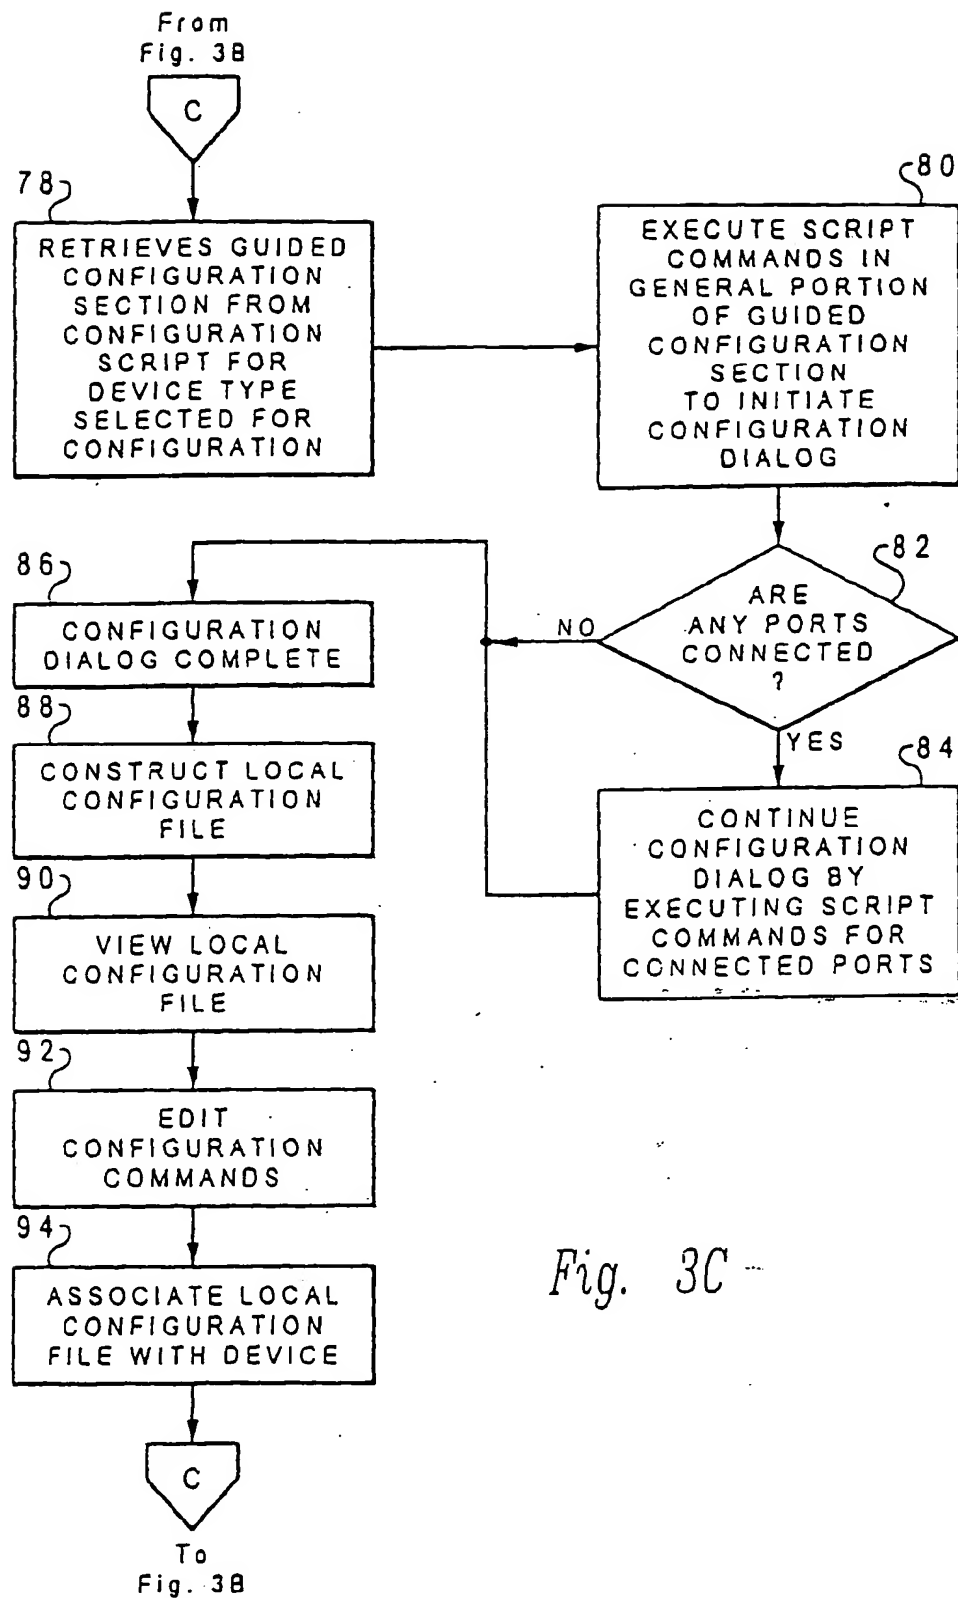 From
Fig. 3B
C
78
RETRIEVES GUIDED
CONFIGURATION
SECTION FROM
CONFIGURATION
SCRIPT FOR
DEVICE TYPE
SELECTED FOR
CONFIGURATION
80
EXECUTE SCRIPT
COMMANDS IN
GENERAL PORTION
OF GUIDED
CONFIGURATION
SECTION
TO INITIATE
CONFIGURATION
DIALOG
82
ARE
ANY PORTS
CONNECTED
?
NO
YES
84
CONTINUE
CONFIGURATION
DIALOG BY
EXECUTING SCRIPT
COMMANDS FOR
CONNECTED PORTS
86
CONFIGURATION
DIALOG COMPLETE
88
CONSTRUCT LOCAL
CONFIGURATION
FILE
90
VIEW LOCAL
CONFIGURATION
FILE
92
EDIT
CONFIGURATION
COMMANDS
94
ASSOCIATE LOCAL
CONFIGURATION
FILE WITH DEVICE
C
To
Fig. 3B
Fig. 3C